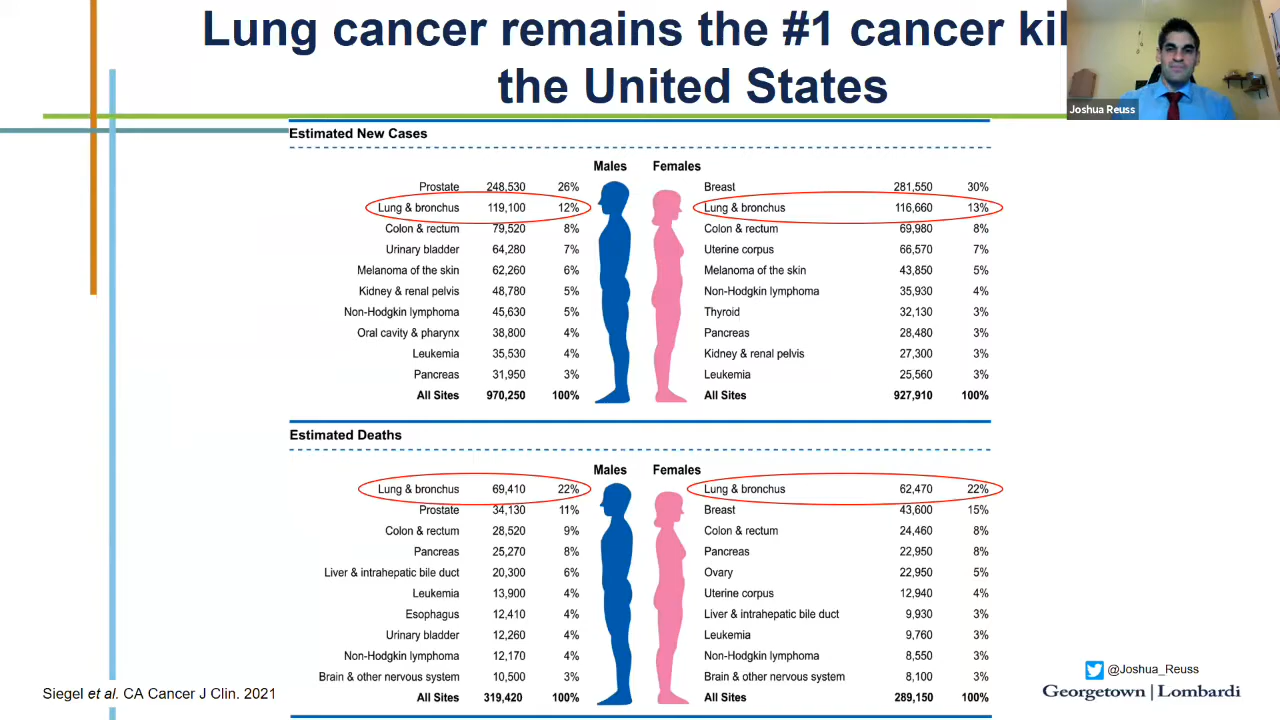 Lung cancer remains the #1 cancer kil
the United States
Joshua Reuss
Estimated New Cases
Males Females
Prostate 248,530 26% Breast 281,550 30%
Lung & bronchus 119,100 12% Lung & bronchus 116,660 13%
Colon & rectum 79,520 8% Colon & rectum 69,980 8%
Urinary bladder 64,280 7% Uterine corpus 66,570 7%
Melanoma of the skin 62,260 6% Melanoma of the skin 43,850 5%
Kidney & renal pelvis 48,780 5% Non-Hodgkin lymphoma 35,930 4%
Non-Hodgkin lymphoma 45,630 5% Thyroid 32,130 3%
Oral cavity & pharynx 38,800 4% Pancreas 28,480 3%
Leukemia 35,530 4% Kidney & renal pelvis 27,300 3%
Pancreas 31,950 3% Leukemia 25,560 3%
All Sites 970,250 100% All Sites 927,910 100%
Estimated Deaths
Males Females
Lung & bronchus 69,410 22% Lung & bronchus 62,470 22%
Prostate 34,130 11% Breast 43,600 15%
Colon & rectum 28,520 9% Colon & rectum 24,460 8%
Pancreas 25,270 8% Pancreas 22,950 8%
Liver & intrahepatic bile duct 20,300 6% Ovary 22,950 5%
Leukemia 13,900 4% Uterine corpus 12,940 4%
Esophagus 12,410 4% Liver & intrahepatic bile duct 9,930 3%
Urinary bladder 12,260 4% Leukemia 9,760 3%
Non-Hodgkin lymphoma 12,170 4% Non-Hodgkin lymphoma 8,550 3%
Brain & other nervous system 10,500 3% Brain & other nervous system 8,100 3%
All Sites 319,420 100% All Sites 289,150 100%
@Joshua_Reuss
Siegel et al. CA Cancer J Clin. 2021
Georgetown | Lombardi